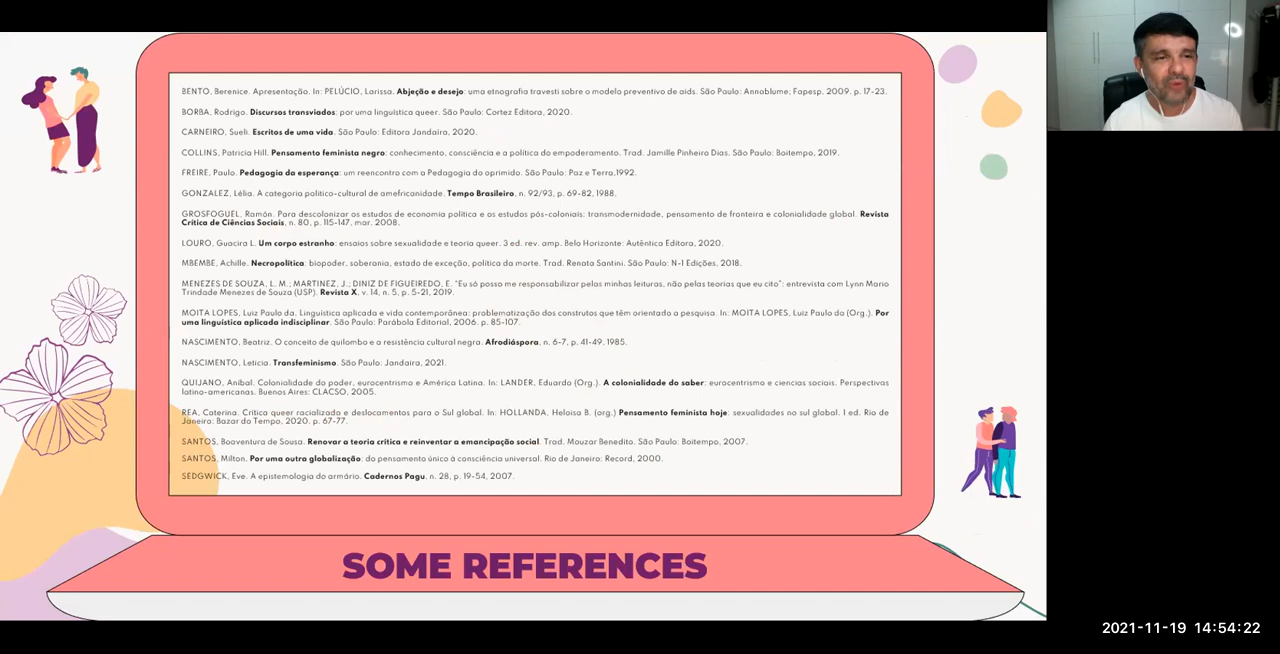 BENTO, Berenice. Apresentação. In: PELÚCIO, Larissa. Abjeção e desejo: uma etnografia travesti sobre o modelo preventivo de aids. São Paulo: Annoblume; Fapesp, 2009. p. 17-23.
BORBA, Rodrigo. Discursos transviados: por uma linguística queer. São Paulo: Cortez Editora, 2020.
CARNEIRO, Sueli. Escritos de uma vida. São Paulo: Editora Jandaíra, 2020.
COLLINS, Patricia Hill. Pensamento feminista negro: conhecimento, consciência e a política do empoderamento. Trad. Jamille Pinheiro Dias. São Paulo: Boitempo, 2019.
FREIRE, Paulo. Pedagogia da esperança: um reencontro com a Pedagogia do oprimido. São Paulo: Paz e Terra,1992.
GONZALEZ, Lélia. A categoria político-cultural de amefricanidade. Tempo Brasileiro, n. 92/93, p. 69-82, 1988.
GROSFOGUEL, Ramón. Para descolonizar os estudos de economia política e os estudos pós-coloniais: transmodernidade, pensamento de fronteira e colonialidade global. Revista
Crítica de Ciências Sociais, n. 80, p. 115-147, mar. 2008.
LOURO, Guacira L. Um corpo estranho: ensaios sobre sexualidade e teoria queer. 3 ed. rev. amp. Belo Horizonte: Autêntica Editora, 2020.
MBEMBE, Achille. Necropolítica: biopoder, soberania, estado de exceção, política da morte. Trad. Renata Santini. São Paulo: N-1 Edições, 2018.
MENEZES DE SOUZA, L. M.; MARTINEZ, J.; DINIZ DE FIGUEIREDO, E. "Eu só posso me responsabilizar pelas minhas leituras, não pelas teorias que eu cito": entrevista com Lynn Mario
Trindade Menezes de Souza (USP). Revista X, v. 14, n. 5, p. 5-21, 2019.
MOITA LOPES, Luiz Paulo da. Linguística aplicada e vida contemporânea: problematização dos construtos que têm orientado a pesquisa. In: MOITA LOPES, Luiz Paulo da (Org.). Por
uma linguística aplicada indisciplinar. São Paulo: Parábola Editorial, 2006. p. 85-107.
NASCIMENTO, Beatriz. O conceito de quilombo e a resistência cultural negra. Afrodiáspora, n. 6-7, p. 41-49, 1985.
NASCIMENTO, Letícia. Transfeminismo. São Paulo: Jandaíra, 2021.
QUIJANO, Aníbal. Colonialidade do poder, eurocentrismo e América Latina. In: LANDER, Eduardo (Org.). A colonialidade do saber: eurocentrismo e ciencias sociais. Perspectivas
latino-americanas. Buenos Aires: CLACSO, 2005.
REA, Caterina. Crítica queer racializada e deslocamentos para o Sul global. In: HOLLANDA, Heloisa B. (org.) Pensamento feminista hoje: sexualidades no sul global. 1 ed. Rio de
Janeiro: Bazar do Tempo, 2020. p. 67-77.
SANTOS, Boaventura de Sousa. Renovar a teoria crítica e reinventar a emancipação social. Trad. Mouzar Benedito. São Paulo: Boitempo, 2007.
SANTOS, Milton. Por uma outra globalização: do pensamento único à consciência universal. Rio de Janeiro: Record, 2000.
SEDGWICK, Eve. A epistemologia do armário. Cadernos Pagu, n. 28, p. 19-54, 2007.
SOME REFERENCES
2021-11-19 14:54:22